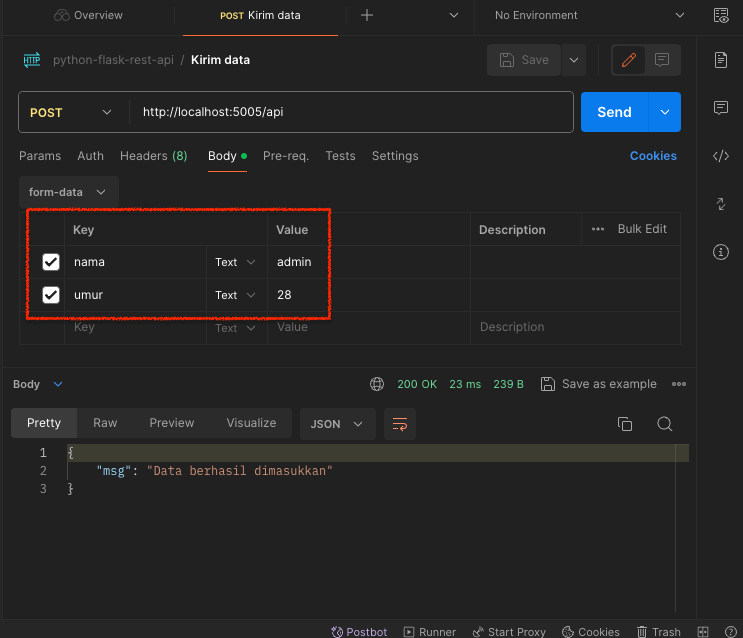 Overview POST Kirim data No Environment
HTTP python-flask-rest-api / Kirim data Save
POST http://localhost:5005/api Send
Params Auth Headers (8) Body Pre-req. Tests Settings Cookies
form-data
Key Value Description Bulk Edit
nama Text admin
umur Text 28
Key Text Value Description
Body 200 OK 23 ms 239 B Save as example
Pretty Raw Preview Visualize JSON
1 {
2 "msg": "Data berhasil dimasukkan"
3 }
Postbot Runner Start Proxy Cookies Trash